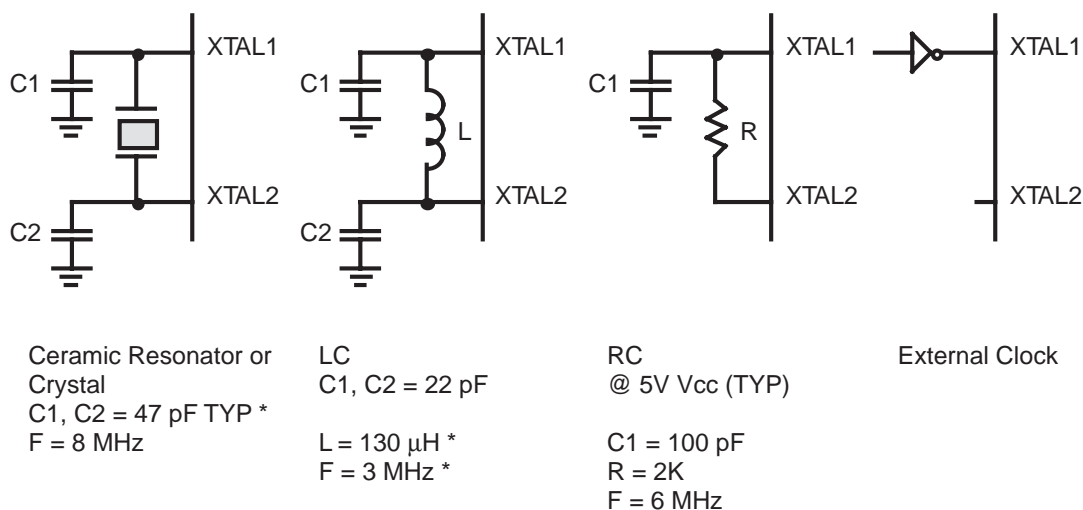 XTAL1
C1
XTAL2
C2
Ceramic Resonator or
Crystal
C1, C2 = 47 pF TYP *
F = 8 MHz
XTAL1
C1
L
XTAL2
C2
LC
C1, C2 = 22 pF
L = 130 μH *
F = 3 MHz *
XTAL1
C1
R
XTAL2
RC
@ 5V Vcc (TYP)
C1 = 100 pF
R = 2K
F = 6 MHz
XTAL1
XTAL2
External Clock